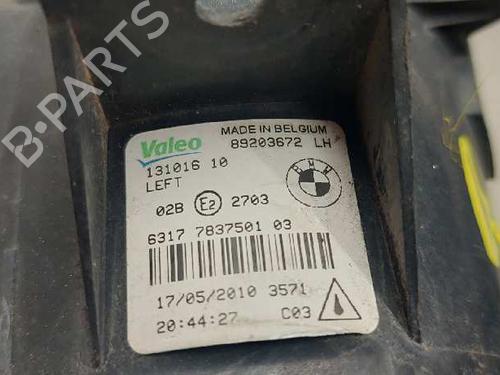 Valeo
MADE IN BELGIUM
89203672 LH
131016 10
LEFT
BMW
02B E2 2703
6317 7837501 03
17/05/2010 3571
20:44:27 C03
B-PARTS